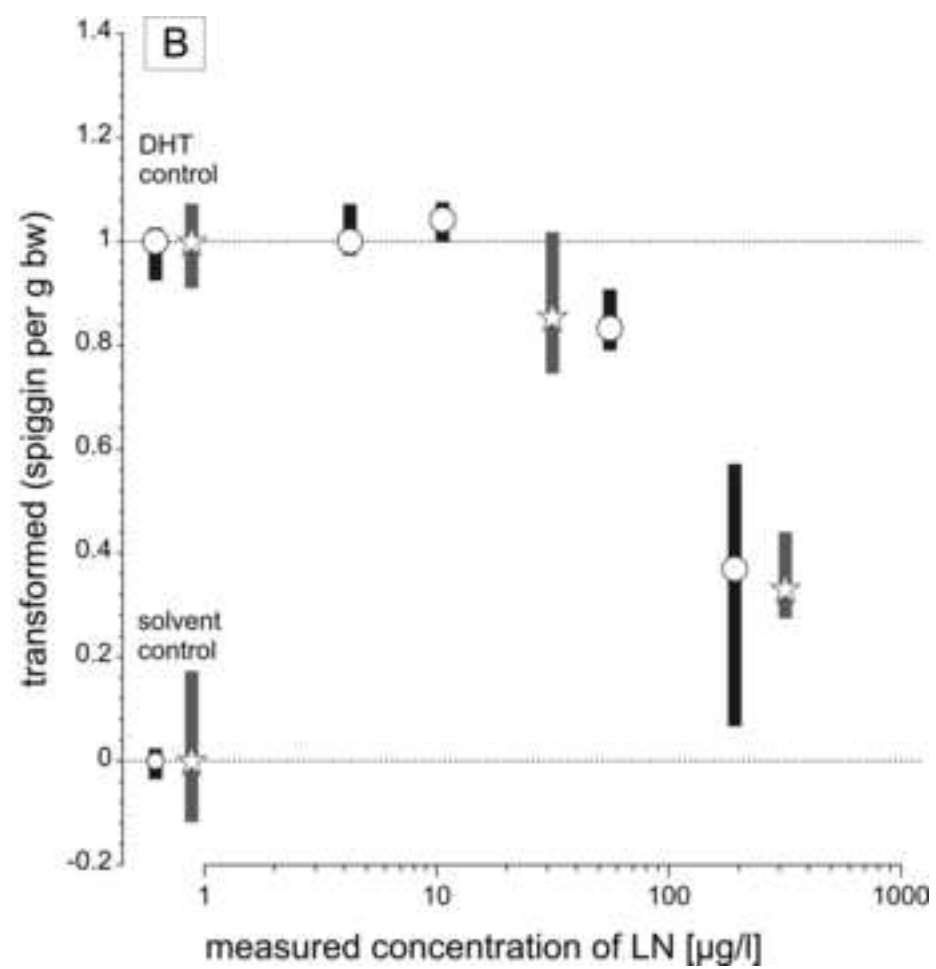 B
1.4
1.2
1
0.8
0.6
0.4
0.2
0
-0.2
transformed (spiggin per g bw)
DHT
control
solvent
control
1
10
100
1000
measured concentration of LN [µg/l]